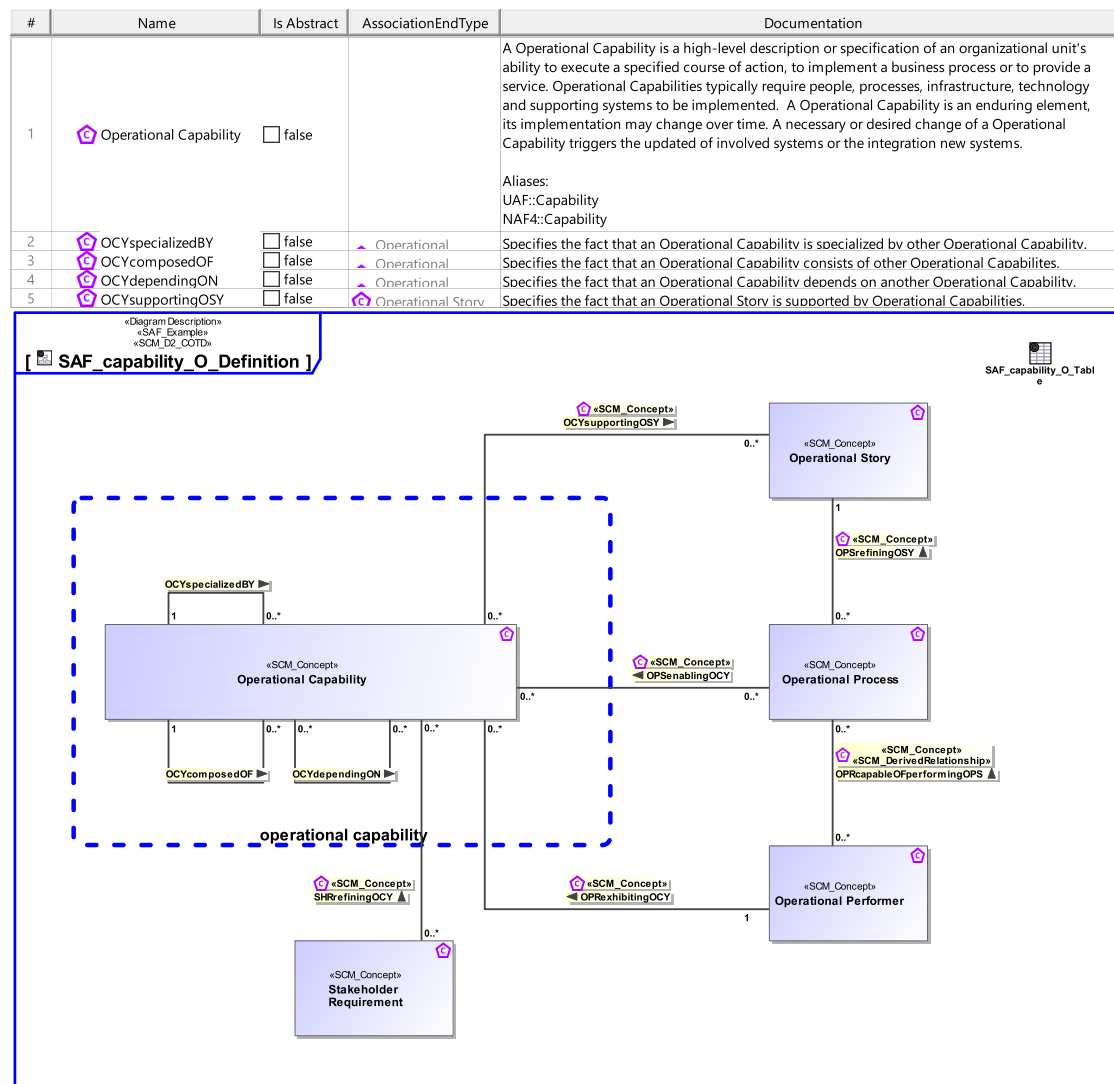 # Name Is Abstract AssociationEndType Documentation
A Operational Capability is a high-level description or specification of an organizational unit's
ability to execute a specified course of action, to implement a business process or to provide a
service. Operational Capabilities typically require people, processes, infrastructure, technology
and supporting systems to be implemented.  A Operational Capability is an enduring element,
1 C Operational Capability false its implementation may change over time. A necessary or desired change of a Operational
Capability triggers the updated of involved systems or the integration new systems.
Aliases:
UAF::Capability
NAF4::Capability
2 C OCYspecializedBY false Operational Specifies the fact that an Operational Capability is specialized by other Operational Capability.
3 C OCYcomposedOF false Operational Specifies the fact that an Operational Capability consists of other Operational Capabilites.
4 C OCYdependingON false Operational Specifies the fact that an Operational Capability depends on another Operational Capability.
5 C OCYsupportingOSY false C Operational Story Specifies the fact that an Operational Story is supported by Operational Capabilities.
«Diagram Description»
«SAF_Example»
«SCM_D2_COTD»
[ SAF_capability_O_Definition ]
SAF_capability_O_Tabl
e
C «SCM_Concept»
OCYsupportingOSY
0..*
C
«SCM_Concept»
Operational Story
1
C «SCM_Concept»
OPSrefiningOSY
0..*
OCYspecializedBY
1 0..* 0..*
C
«SCM_Concept»
Operational Capability
C «SCM_Concept»
OPSenablingOCY
0..* 0..*
C
«SCM_Concept»
Operational Process
1 0..* 0..* 0..* 0..* 0..* 0..*
OCYcomposedOF OCYdependingON
C «SCM_Concept»
«SCM_DerivedRelationship»
OPRcapableOFperformingOPS
0..*
operational capability
C «SCM_Concept»
SHRrefiningOCY
0..*
C «SCM_Concept»
OPRexhibitingOCY
1
C
«SCM_Concept»
Operational Performer
C
«SCM_Concept»
Stakeholder
Requirement